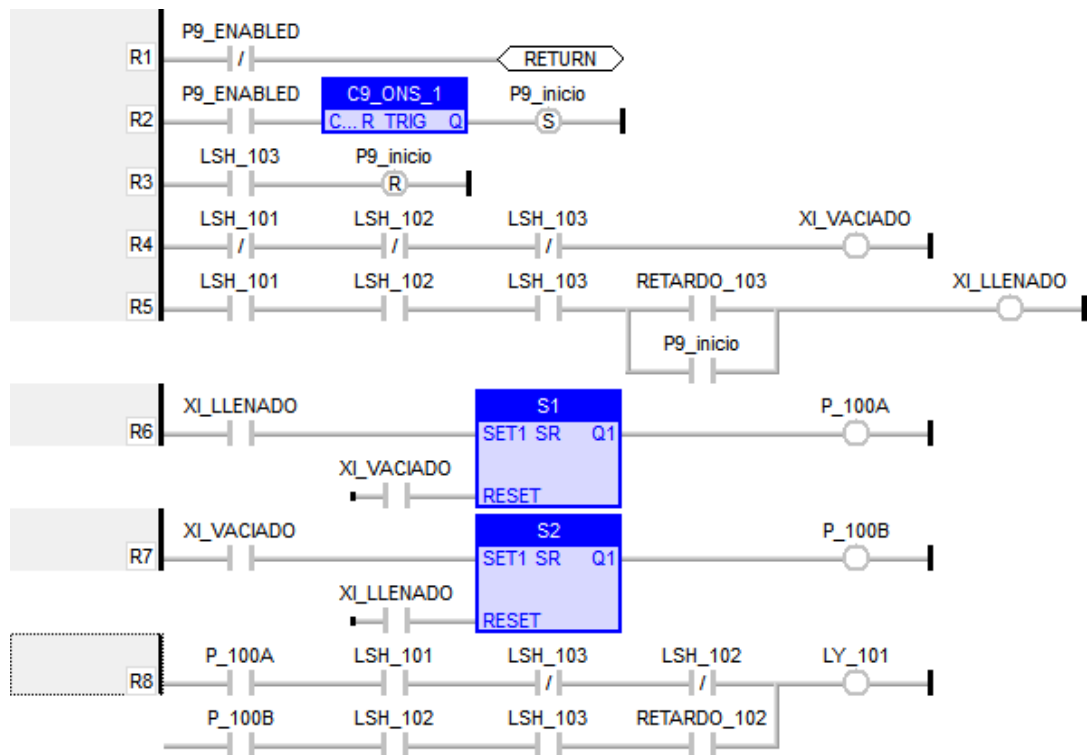 P9_ENABLED
R1 / RETURN
P9_ENABLED C9_ONS_1 P9_inicio
R2 C... R_TRIG Q S
LSH_103 P9_inicio
R3 R
LSH_101 LSH_102 LSH_103 XI_VACIADO
R4 / / /
LSH_101 LSH_102 LSH_103 RETARDO_103 XI_LLENADO
R5
P9_inicio
XI_LLENADO S1 P_100A
R6 SET1 SR Q1
XI_VACIADO
RESET
XI_VACIADO S2 P_100B
R7 SET1 SR Q1
XI_LLENADO
RESET
P_100A LSH_101 LSH_103 LSH_102 LY_101
R8 / /
P_100B LSH_102 LSH_103 RETARDO_102